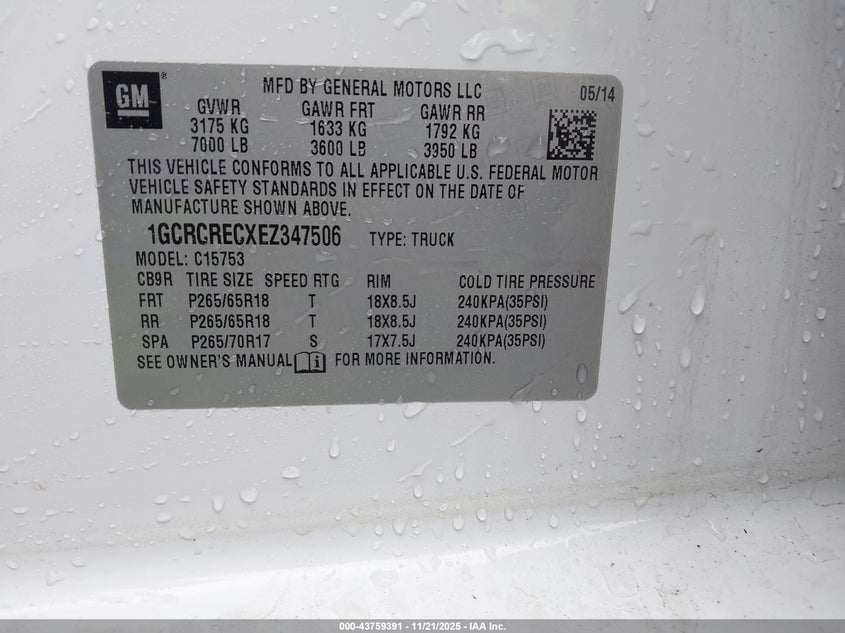 GM ®
MFD BY GENERAL MOTORS LLC 05/14
GVWR GAWR FRT GAWR RR
3175 KG 1633 KG 1792 KG
7000 LB 3600 LB 3950 LB
THIS VEHICLE CONFORMS TO ALL APPLICABLE U.S. FEDERAL MOTOR
VEHICLE SAFETY STANDARDS IN EFFECT ON THE DATE OF
MANUFACTURE SHOWN ABOVE.
1GCRCRECXEZ347506 TYPE: TRUCK
MODEL: C15753
CB9R TIRE SIZE SPEED RTG RIM COLD TIRE PRESSURE
FRT P265/65R18 T 18X8.5J 240KPA(35PSI)
RR P265/65R18 T 18X8.5J 240KPA(35PSI)
SPA P265/70R17 S 17X7.5J 240KPA(35PSI)
SEE OWNER'S MANUAL i FOR MORE INFORMATION.
000-43759391 - 11/21/2025 - IAA Inc.